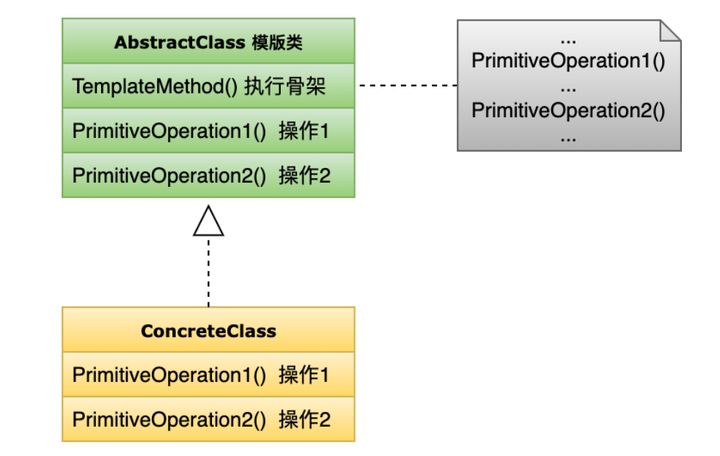 AbstractClass 模版类
TemplateMethod() 执行骨架
PrimitiveOperation1() 操作1
PrimitiveOperation2() 操作2
...
PrimitiveOperation1()
...
PrimitiveOperation2()
...
ConcreteClass
PrimitiveOperation1() 操作1
PrimitiveOperation2() 操作2